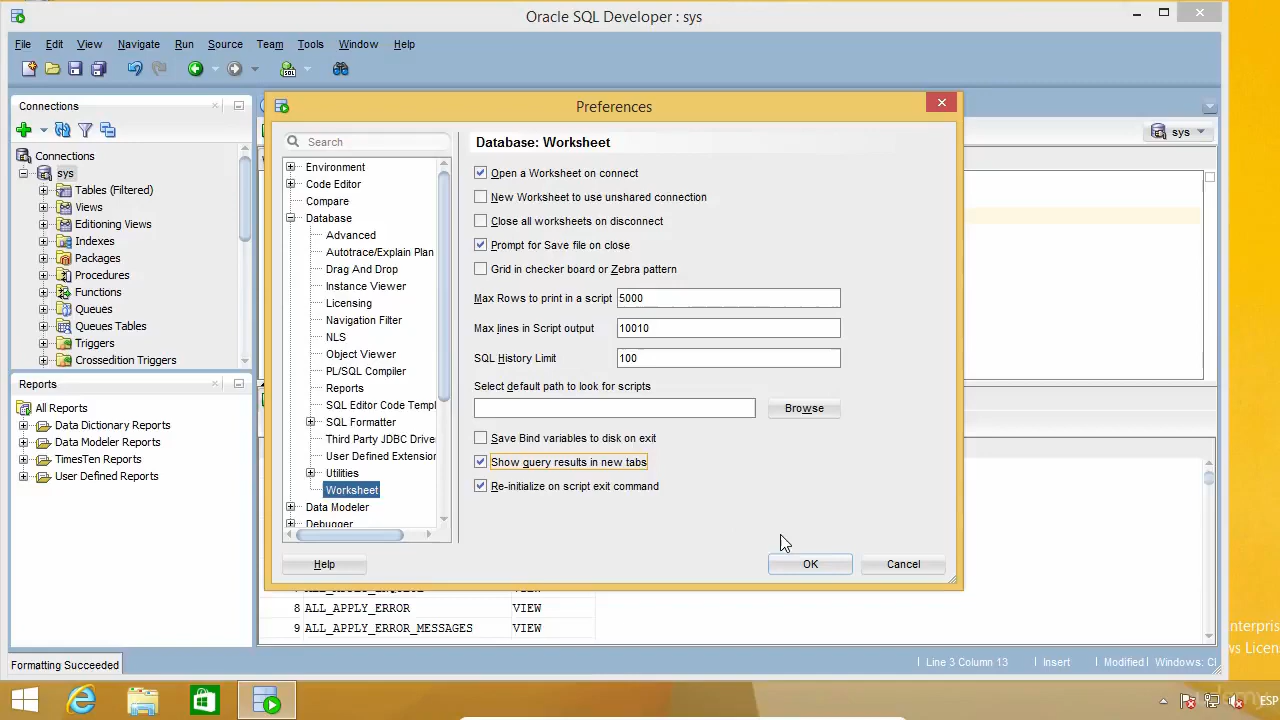 Oracle SQL Developer : sys
File Edit View Navigate Run Source Team Tools Window Help
Connections
Connections
sys
Tables (Filtered)
Views
Editioning Views
Indexes
Packages
Procedures
Functions
Queues
Queues Tables
Triggers
Crossedition Triggers
Reports
All Reports
Data Dictionary Reports
Data Modeler Reports
TimesTen Reports
User Defined Reports
Preferences
Search
Environment
Code Editor
Compare
Database
Advanced
Autotrace/Explain Plan
Drag And Drop
Instance Viewer
Licensing
Navigation Filter
NLS
Object Viewer
PL/SQL Compiler
Reports
SQL Editor Code Templ
SQL Formatter
Third Party JDBC Drive
User Defined Extension
Utilities
Worksheet
Data Modeler
Debugger
Database: Worksheet
Open a Worksheet on connect
New Worksheet to use unshared connection
Close all worksheets on disconnect
Prompt for Save file on close
Grid in checker board or Zebra pattern
Max Rows to print in a script 5000
Max lines in Script output 10010
SQL History Limit 100
Select default path to look for scripts
Browse
Save Bind variables to disk on exit
Show query results in new tabs
Re-initialize on script exit command
Help OK Cancel
sys
8 ALL_APPLY_ERROR VIEW
9 ALL_APPLY_ERROR_MESSAGES VIEW
Formatting Succeeded
Line 3 Column 13 Insert Modified Windows: Cl
nterpris
vs Licens
ESP
udemy